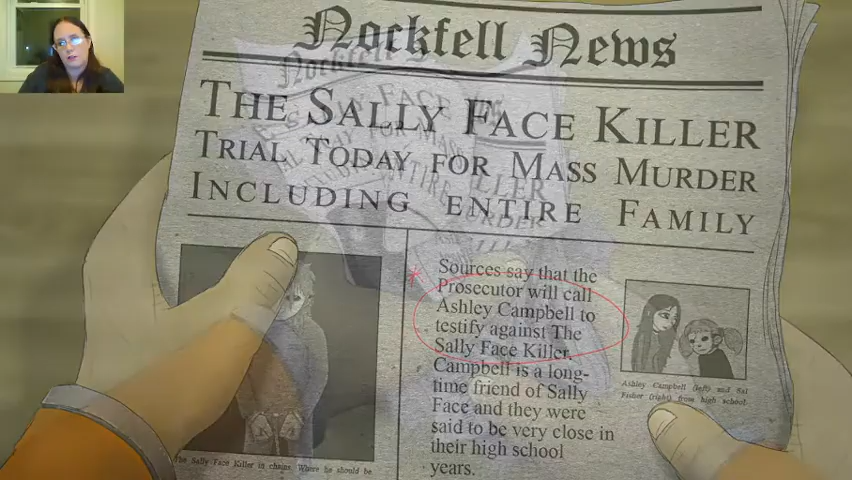 Nockfell News
THE SALLY FACE KILLER
TRIAL TODAY FOR MASS MURDER
INCLUDING ENTIRE FAMILY
Sources say that the
Prosecutor will call
Ashley Campbell to
testify against The
Sally Face Killer.
Campbell is a long-
time friend of Sally
Face and they were
said to be very close in
their high school
years.
Ashley Campbell (left) and Sal
Fisher (right) from high school
The Sally Face Killer in chains. Where he should be